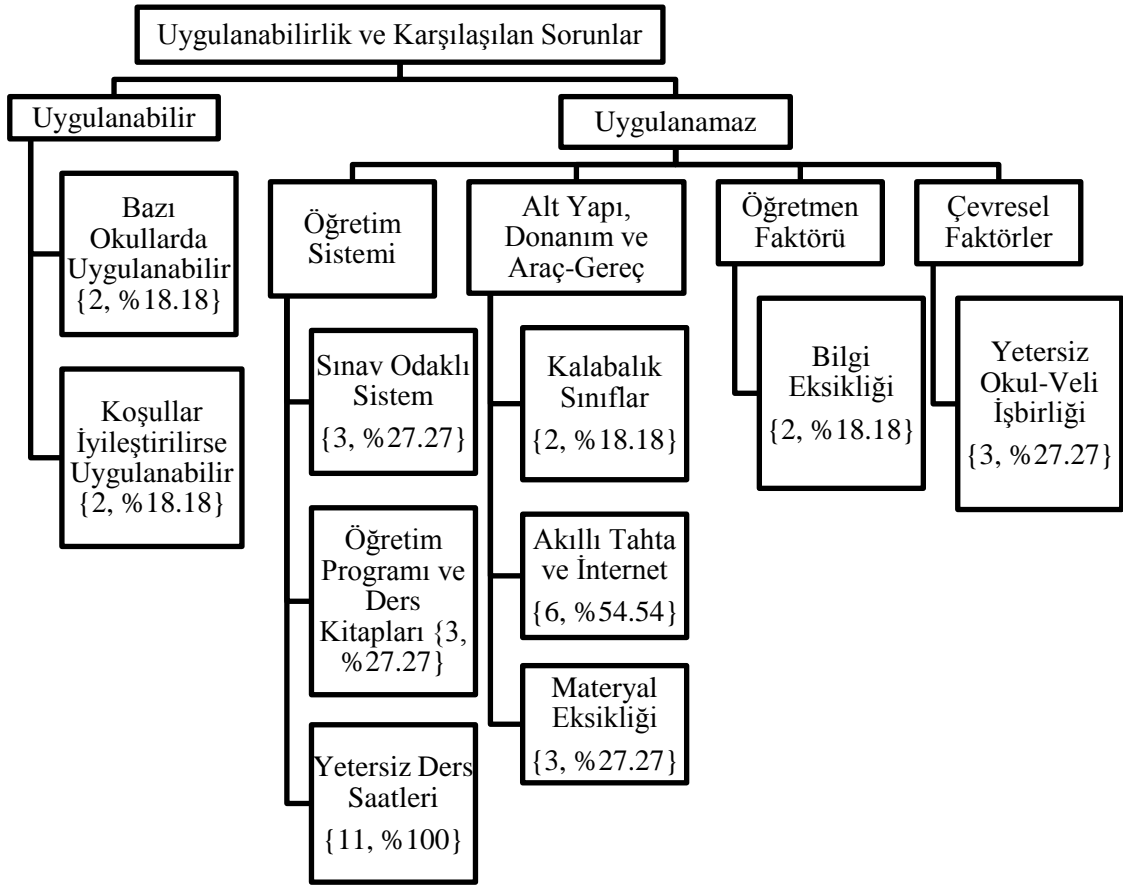 Uygulanabilirlik ve Karşılaşılan Sorunlar
Uygulanabilir
Bazı
Okullarda
Uygulanabilir
{2, %18.18}
Koşullar
İyileştirilirse
Uygulanabilir
{2, %18.18}
Uygulanamaz
Öğretim
Sistemi
Sınav Odaklı
Sistem
{3, %27.27}
Öğretim
Programı ve
Ders
Kitapları {3,
%27.27}
Yetersiz Ders
Saatleri
{11, %100}
Alt Yapı,
Donanım ve
Araç-Gereç
Kalabalık
Sınıflar
{2, %18.18}
Akıllı Tahta
ve İnternet
{6, %54.54}
Materyal
Eksikliği
{3, %27.27}
Öğretmen
Faktörü
Bilgi
Eksikliği
{2, %18.18}
Çevresel
Faktörler
Yetersiz
Okul-Veli
İşbirliği
{3, %27.27}